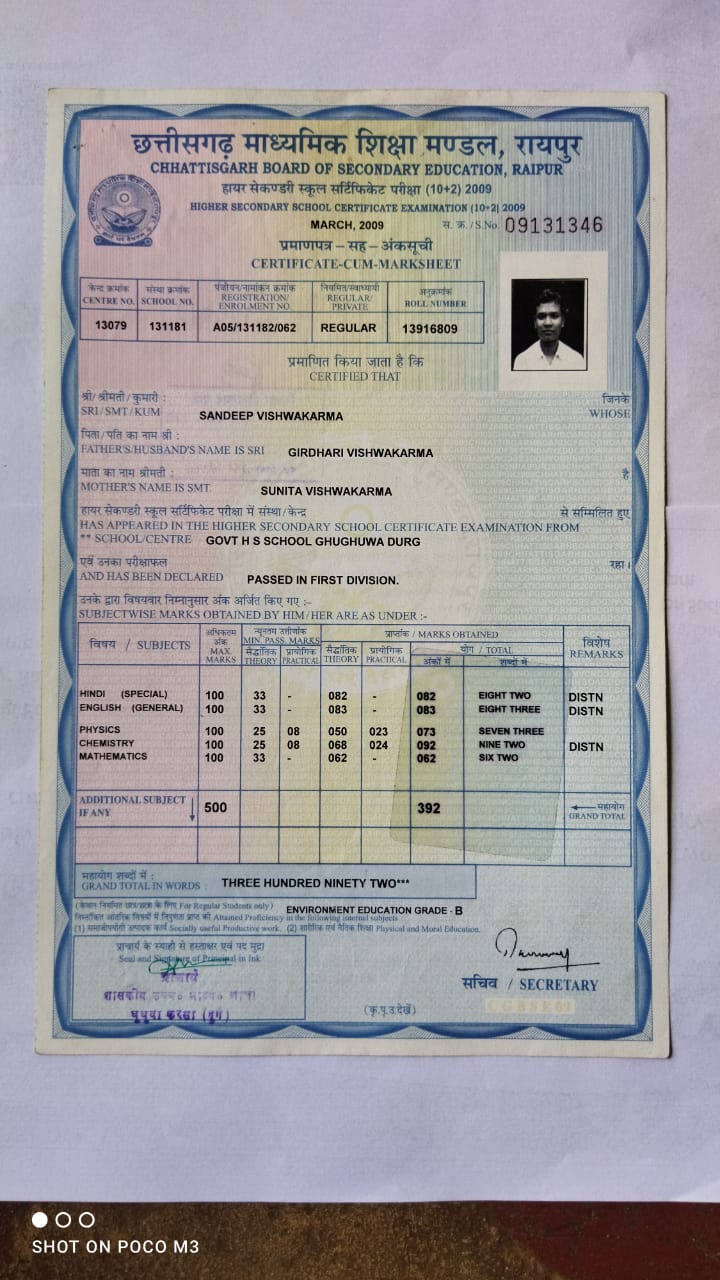 छत्तीसगढ़ माध्यमिक शिक्षा मण्डल, रायपुर
CHHATTISGARH BOARD OF SECONDARY EDUCATION, RAIPUR
हायर सेकण्डरी स्कूल सर्टिफिकेट परीक्षा (10+2) 2009
HIGHER SECONDARY SCHOOL CERTIFICATE EXAMINATION (10+2) 2009
MARCH, 2009 स. क्र. / S.No. 09131346
प्रमाणपत्र – सह – अंकसूची
CERTIFICATE-CUM-MARKSHEET
केन्द्र क्रमांक संस्था क्रमांक पंजीयन/नामांकन क्रमांक नियमित/स्वाध्यायी अनुक्रमांक
CENTRE NO. SCHOOL NO. REGISTRATION/ ENROLMENT NO. REGULAR/ PRIVATE ROLL NUMBER
13079 131181 A05/131182/062 REGULAR 13916809
प्रमाणित किया जाता है कि
CERTIFIED THAT
श्री/ श्रीमती/ कुमारी : जिनके
SRI / SMT / KUM SANDEEP VISHWAKARMA WHOSE
पिता/पति का नाम श्री :
FATHER'S/HUSBAND'S NAME IS SRI GIRDHARI VISHWAKARMA
माता का नाम श्रीमती : है
MOTHER'S NAME IS SMT. SUNITA VISHWAKARMA
हायर सेकण्डरी स्कूल सर्टिफिकेट परीक्षा में संस्था/केन्द्र से सम्मिलित हुए
HAS APPEARED IN THE HIGHER SECONDARY SCHOOL CERTIFICATE EXAMINATION FROM
** SCHOOL/CENTRE GOVT H S SCHOOL GHUGHUWA DURG
एवं उनका परीक्षाफल रहा।
AND HAS BEEN DECLARED PASSED IN FIRST DIVISION.
उनके द्वारा विषयवार निम्नानुसार अंक अर्जित किए गए :-
SUBJECTWISE MARKS OBTAINED BY HIM/HER ARE AS UNDER :-
विषय / SUBJECTS अधिकतम अंक MAX. MARKS न्यूनतम उत्तीर्णांक MIN. PASS. MARKS प्राप्तांक / MARKS OBTAINED विशेष REMARKS
सैद्धांतिक THEORY प्रायोगिक PRACTICAL सैद्धांतिक THEORY प्रायोगिक PRACTICAL योग / TOTAL
अंकों में शब्दों में
HINDI (SPECIAL) 100 33 - 082 - 082 EIGHT TWO DISTN
ENGLISH (GENERAL) 100 33 - 083 - 083 EIGHT THREE DISTN
PHYSICS 100 25 08 050 023 073 SEVEN THREE
CHEMISTRY 100 25 08 068 024 092 NINE TWO DISTN
MATHEMATICS 100 33 - 062 - 062 SIX TWO
ADDITIONAL SUBJECT IF ANY 500 392 महायोग GRAND TOTAL
महायोग शब्दों में :
GRAND TOTAL IN WORDS : THREE HUNDRED NINETY TWO***
(केवल नियमित छात्र/छात्रा के लिए For Regular Students only) ENVIRONMENT EDUCATION GRADE - B
निम्नांकित आंतरिक विषयों में निपुणता प्राप्त की Attained Proficiency in the following internal subjects
(1) समाजोपयोगी उत्पादक कार्य Socially useful Productive work. (2) शारीरिक एवं नैतिक शिक्षा Physical and Moral Education.
प्राचार्य के स्याही से हस्ताक्षर एवं पद मुद्रा
Seal and Signature of Principal in Ink
प्राचार्य
घुघुवा करसा (दुर्ग)
सचिव / SECRETARY
CGBSE09
(कृ.पृ.उ.देखें)
SHOT ON POCO M3